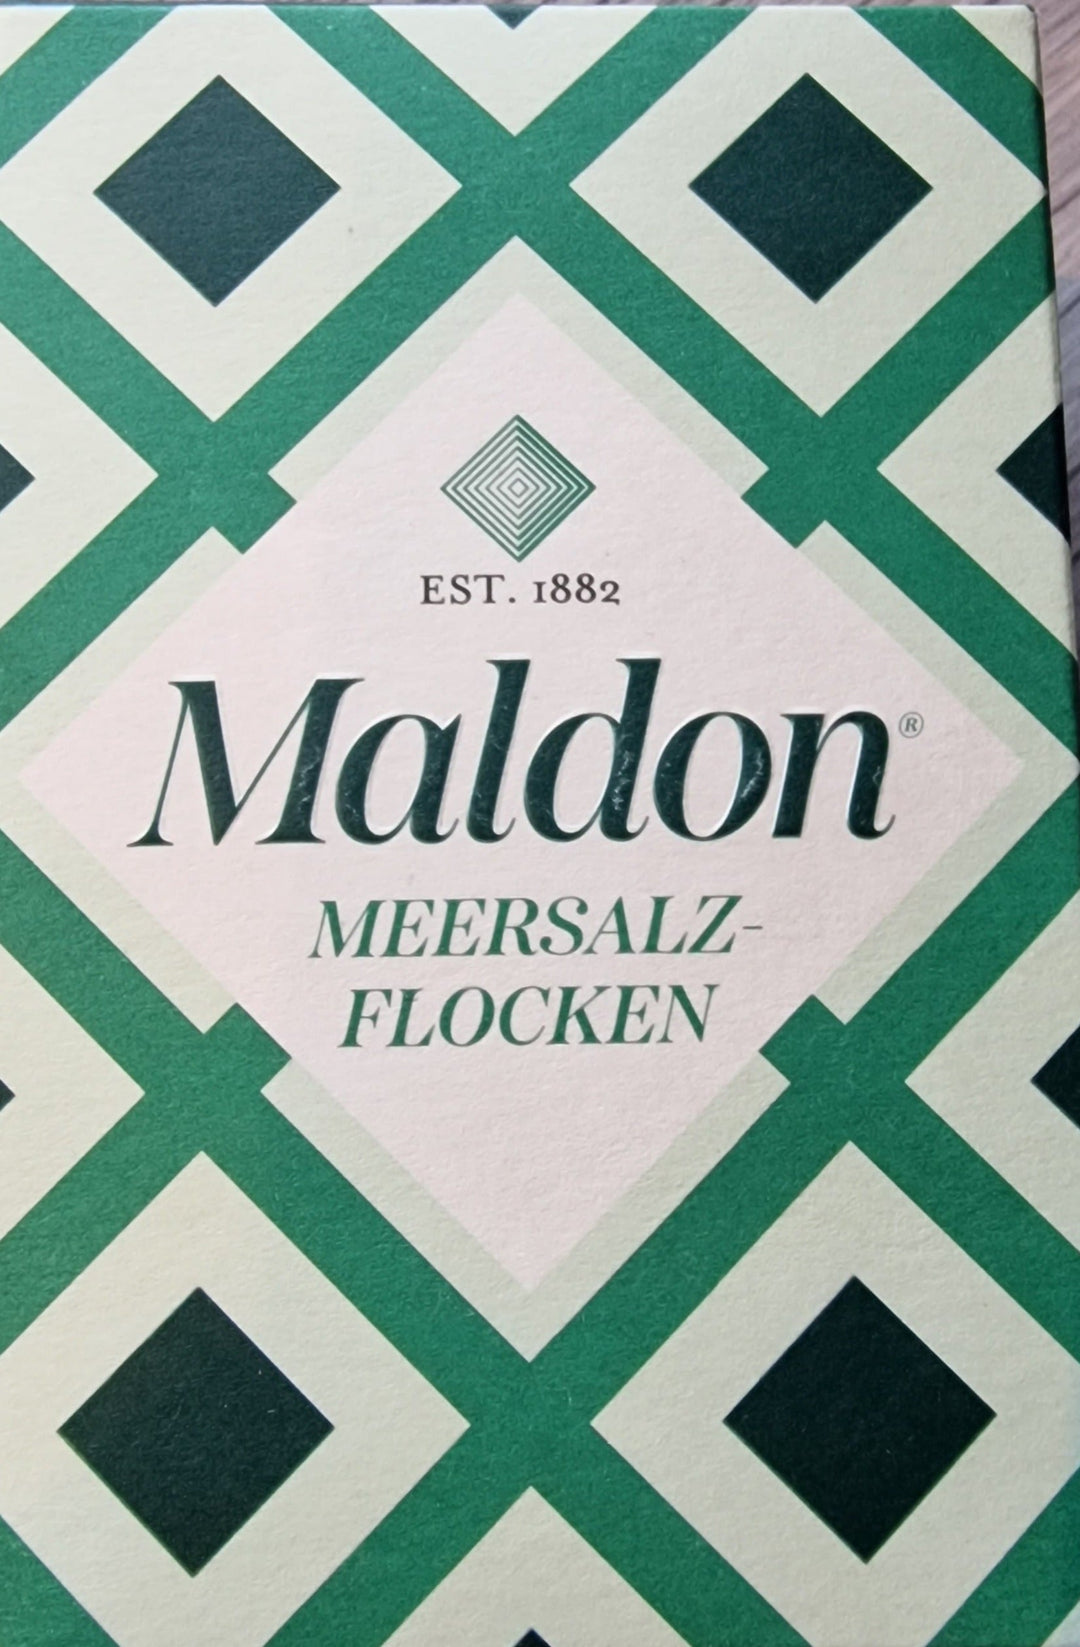 EST. 1882
Maldon®
MEERSALZ-
FLOCKEN